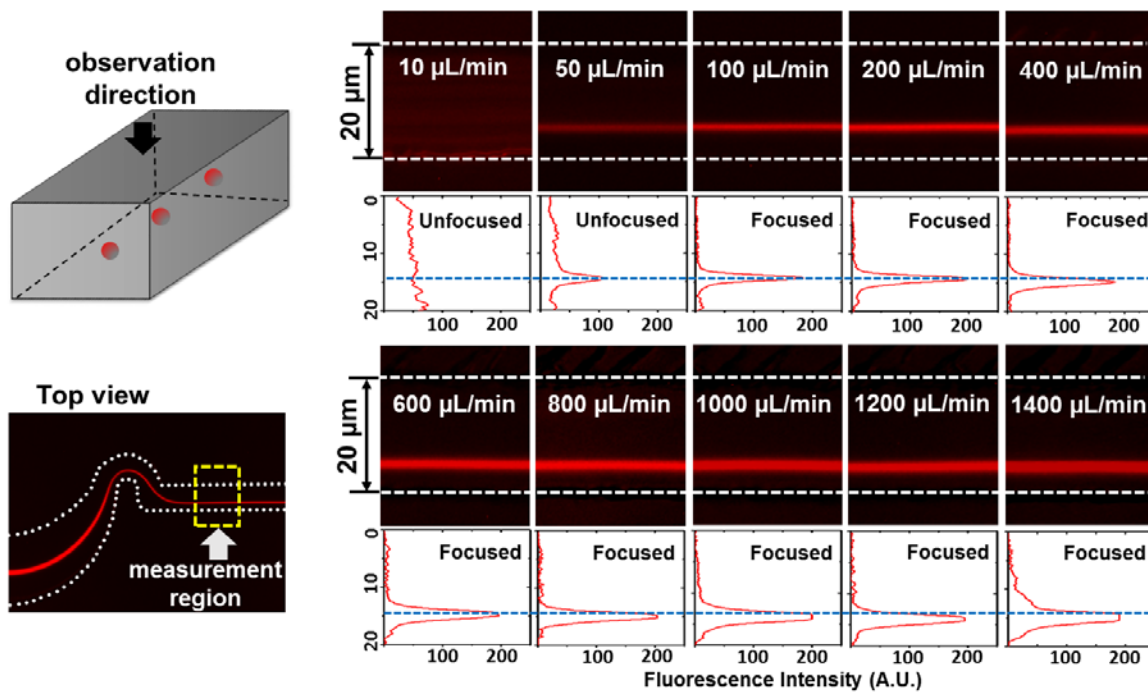 observation
direction
20 μm
10 μL/min
50 μL/min
100 μL/min
200 μL/min
400 μL/min
0
10
20
Unfocused
Unfocused
Focused
Focused
Focused
100 200
100 200
100 200
100 200
100 200
Top view
measurement
region
20 μm
600 μL/min
800 μL/min
1000 μL/min
1200 μL/min
1400 μL/min
0
10
20
Focused
Focused
Focused
Focused
Focused
100 200
100 200
100 200
100 200
100 200
Fluorescence Intensity (A.U.)